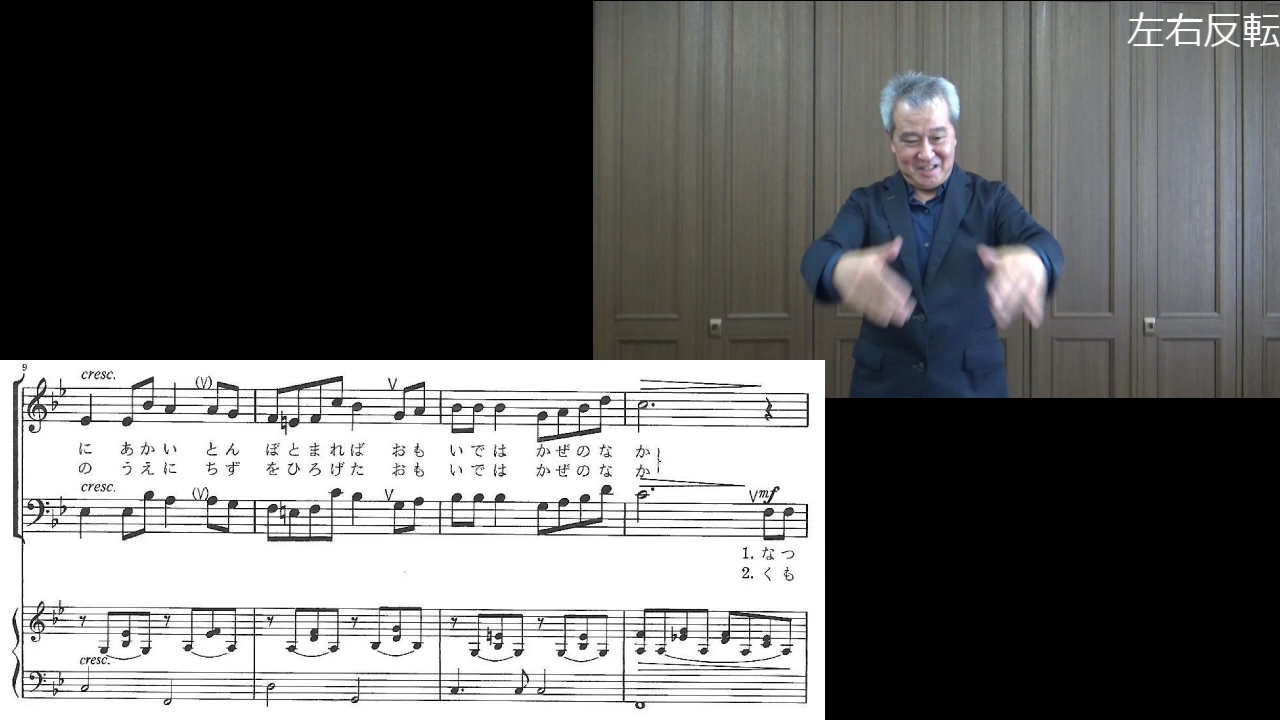 左右反転
9
cresc.
(V) V
に あかい とん ぼとまれば おも いでは かぜのな か
の うえに ちず をひろげた おも いでは かぜのな か
cresc.
(V) V V mf
1. なつ
2. くも
cresc.